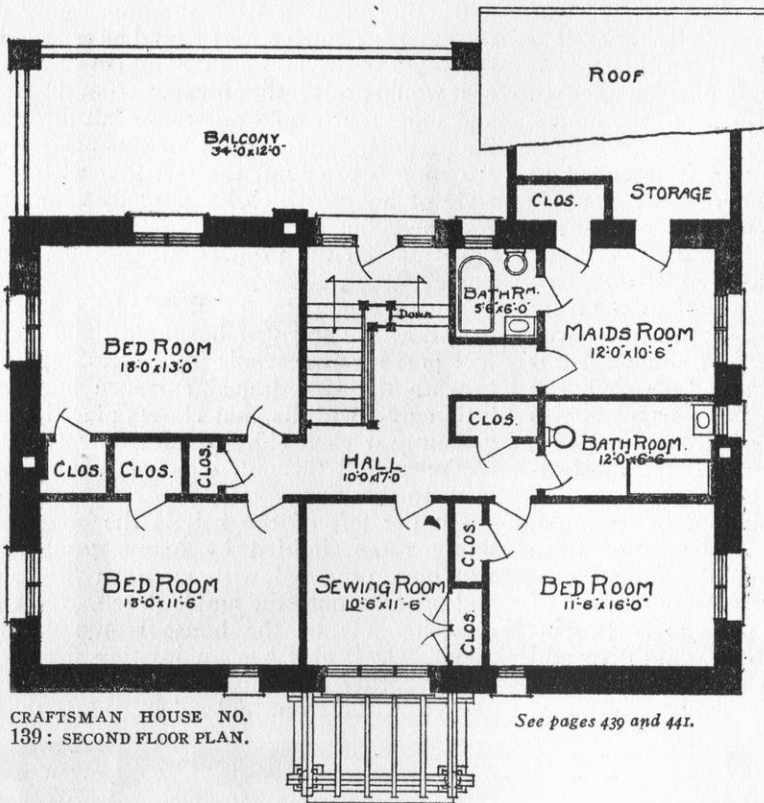 ROOF
BALCONY
34'-0"x12'-0"
CLOS.
STORAGE
BATH RM.
5'6"x6'-0"
Down
BED ROOM
18'-0"x13'-0"
MAIDS ROOM
12'-0"x10'-6"
CLOS.
BATH ROOM.
12'-0"x6'-6"
CLOS.
CLOS.
CLOS.
HALL
10'-0"x17'-0"
BED ROOM
18'-0"x11'-6"
SEWING ROOM
10'-6"x11'-6"
CLOS.
CLOS.
BED ROOM
11'-6"x16'-0"
CRAFTSMAN HOUSE NO.
139: SECOND FLOOR PLAN.
See pages 439 and 441.